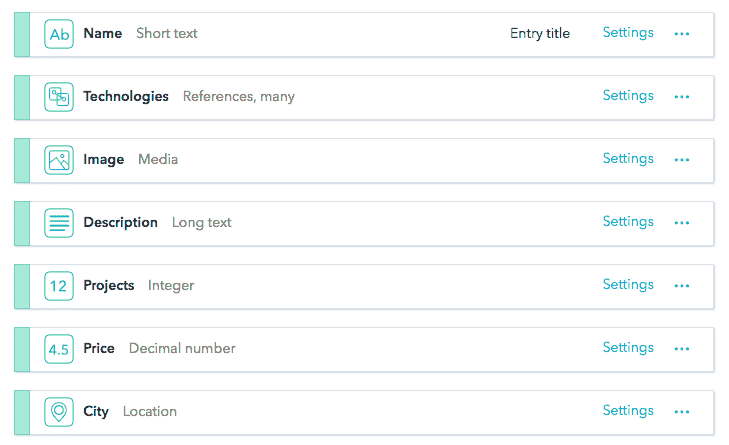 Ab Name Short text Entry title Settings ...
Technologies References, many Settings ...
Image Media Settings ...
Description Long text Settings ...
12 Projects Integer Settings ...
4.5 Price Decimal number Settings ...
City Location Settings ...